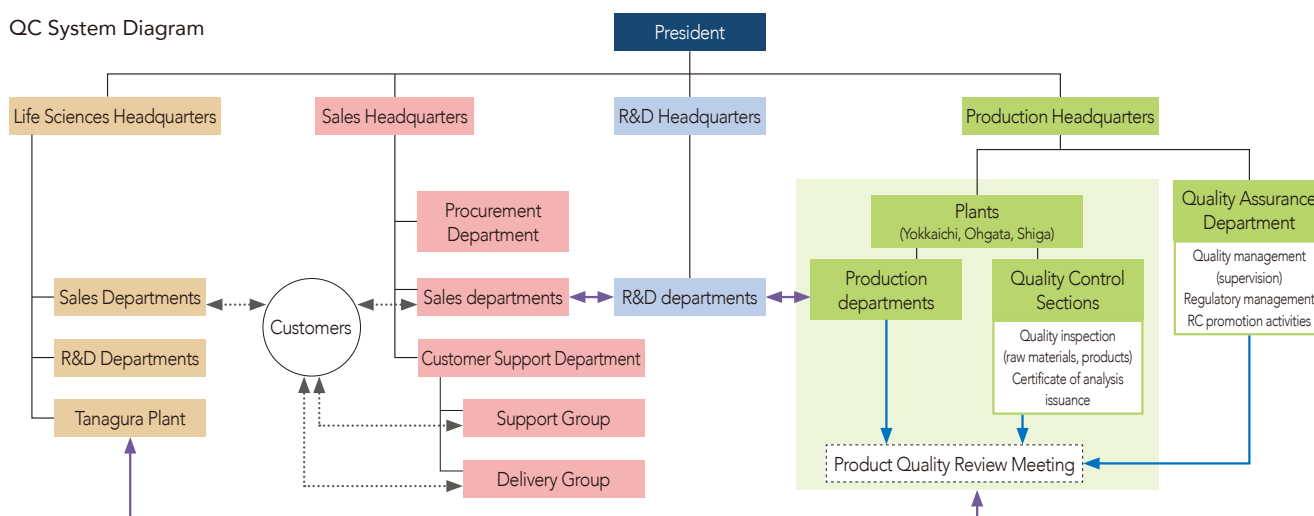 QC System Diagram
President
Life Sciences Headquarters
Sales Headquarters
R&D Headquarters
Production Headquarters
Procurement
Department
Plants
(Yokkaichi, Ohgata, Shiga)
Quality Assurance
Department
Quality management
(supervision)
Regulatory management
RC promotion activities
Sales Departments
Customers
Sales departments
R&D departments
Production
departments
Quality Control
Sections
Quality inspection
(raw materials, products)
Certificate of analysis
issuance
R&D Departments
Customer Support Department
Tanagura Plant
Support Group
Delivery Group
Product Quality Review Meeting